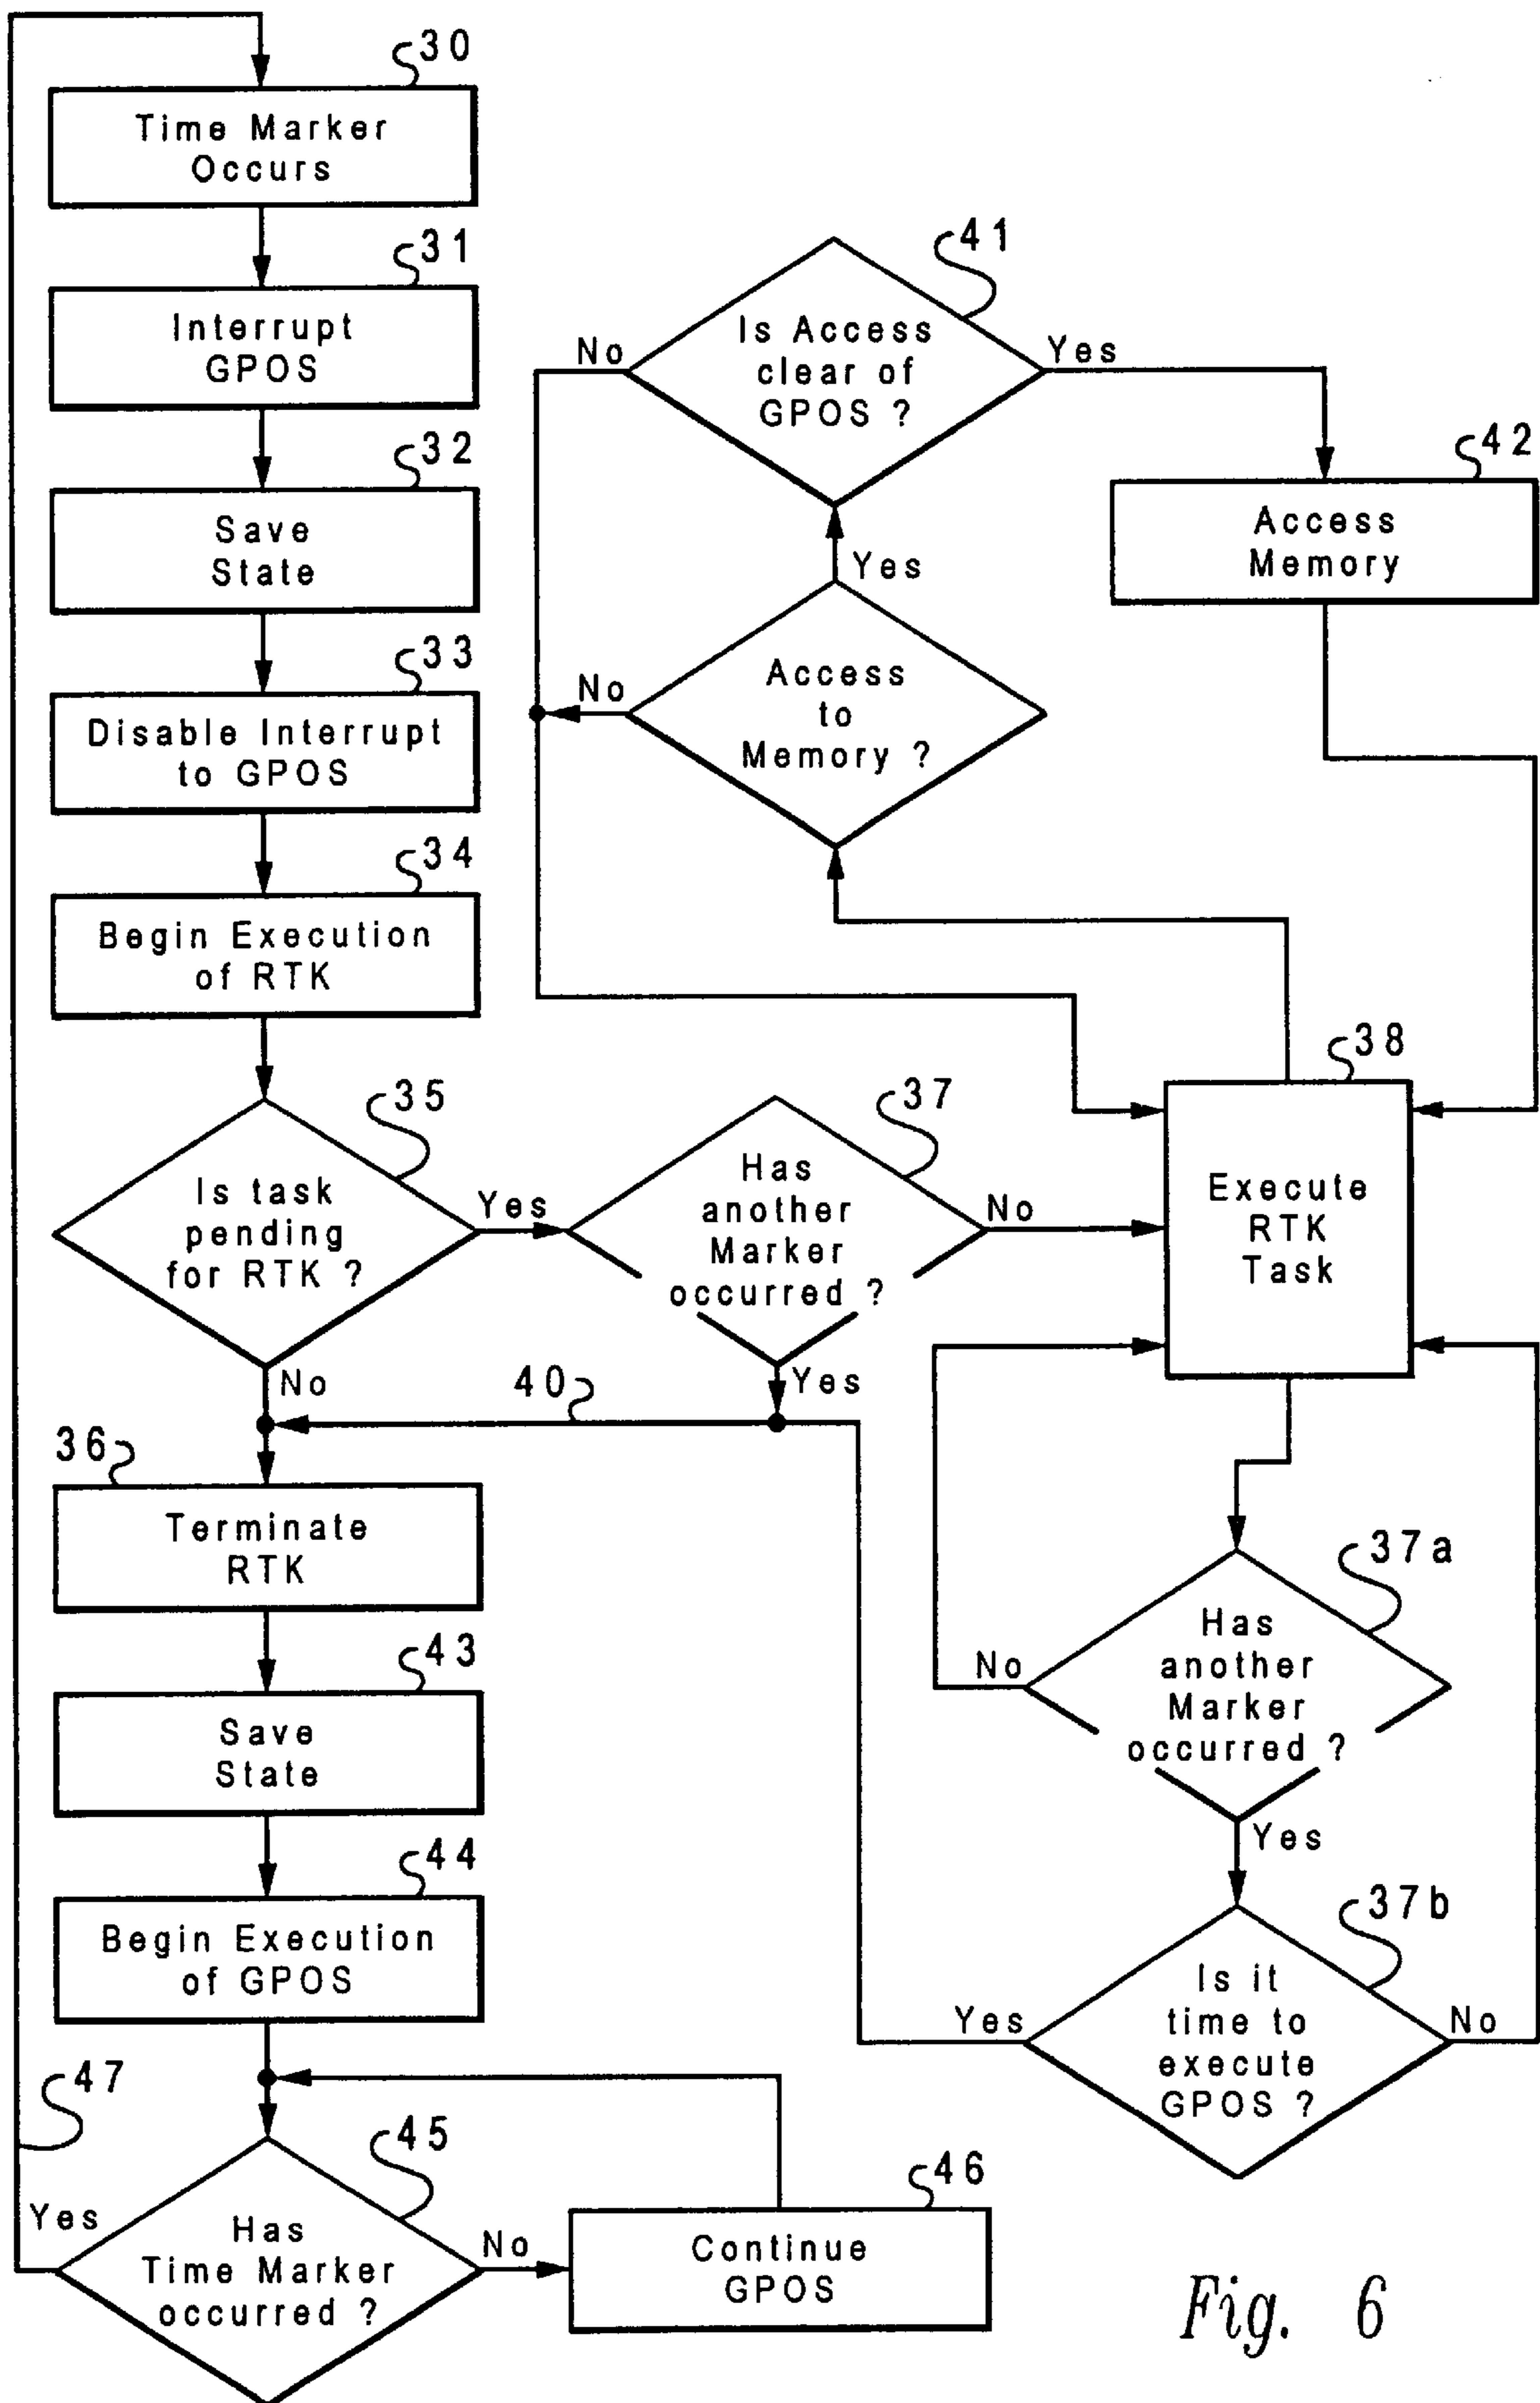 30
Time Marker
Occurs
31
Interrupt
GPOS
32
Save
State
33
Disable Interrupt
to GPOS
34
Begin Execution
of RTK
35
Is task
pending
for RTK ?
Yes
No
37
Has
another
Marker
occurred ?
No
Yes
40
36
Terminate
RTK
43
Save
State
44
Begin Execution
of GPOS
47
45
Yes
Has
Time Marker
occurred ?
No
46
Continue
GPOS
41
No
Is Access
clear of
GPOS ?
Yes
42
Access
Memory
Yes
No
Access
to
Memory ?
38
Execute
RTK
Task
37a
No
Has
another
Marker
occurred ?
Yes
37b
Yes
Is it
time to
execute
GPOS ?
No
Fig. 6